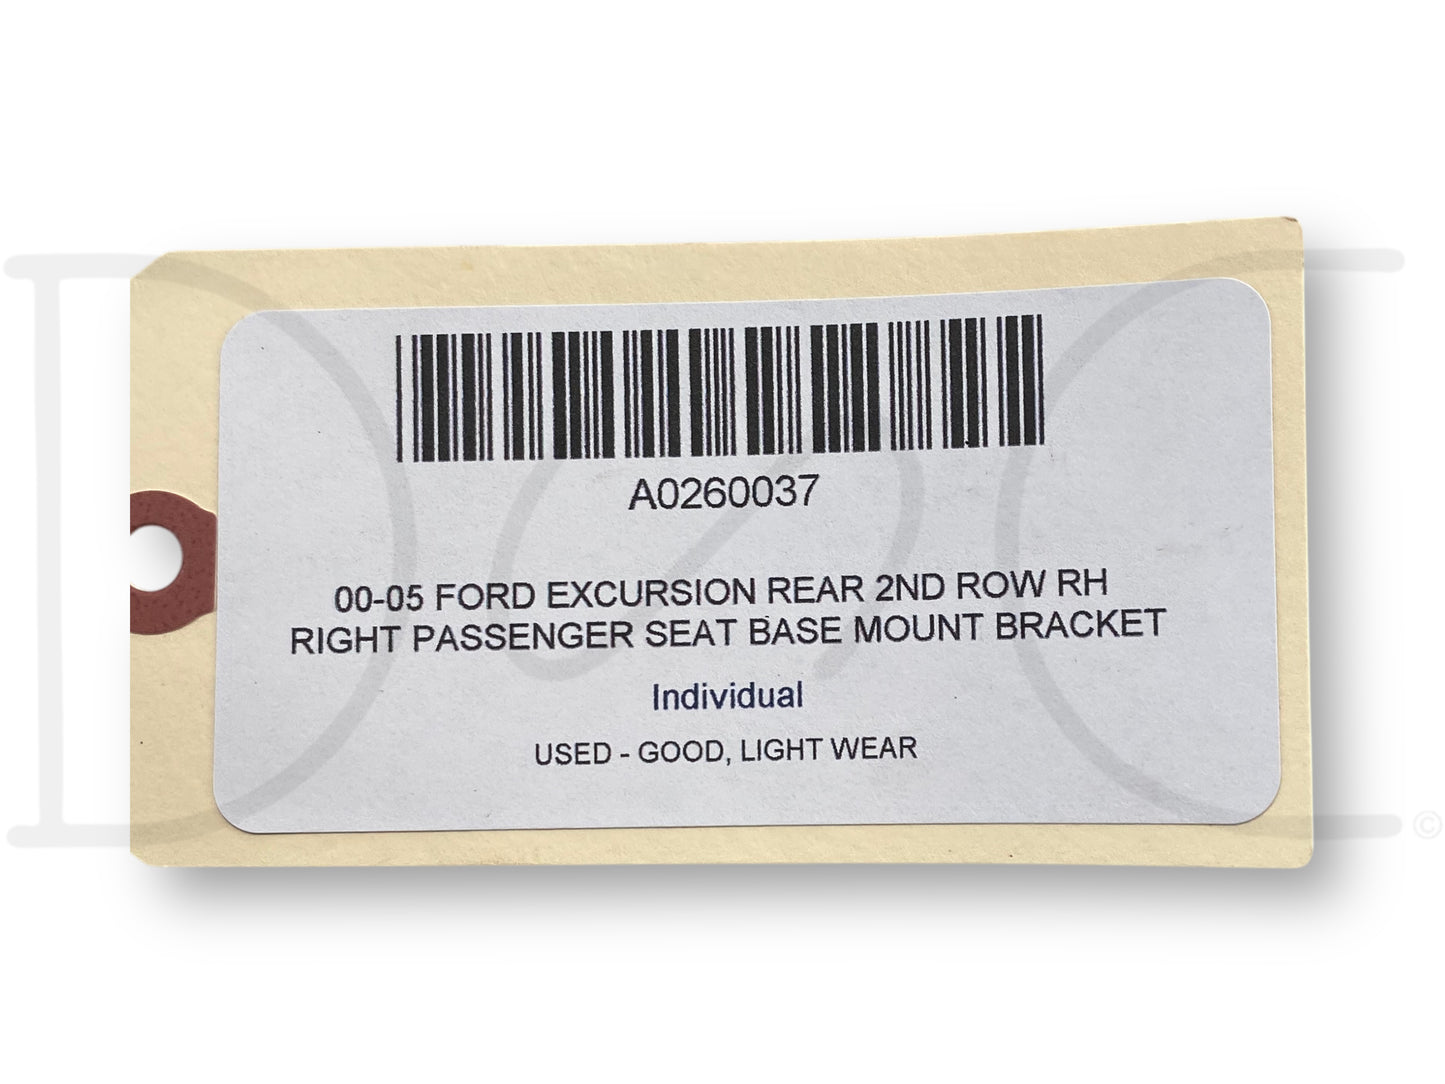 A0260037
00-05 FORD EXCURSION REAR 2ND ROW RH
RIGHT PASSENGER SEAT BASE MOUNT BRACKET
Individual
USED - GOOD, LIGHT WEAR
©